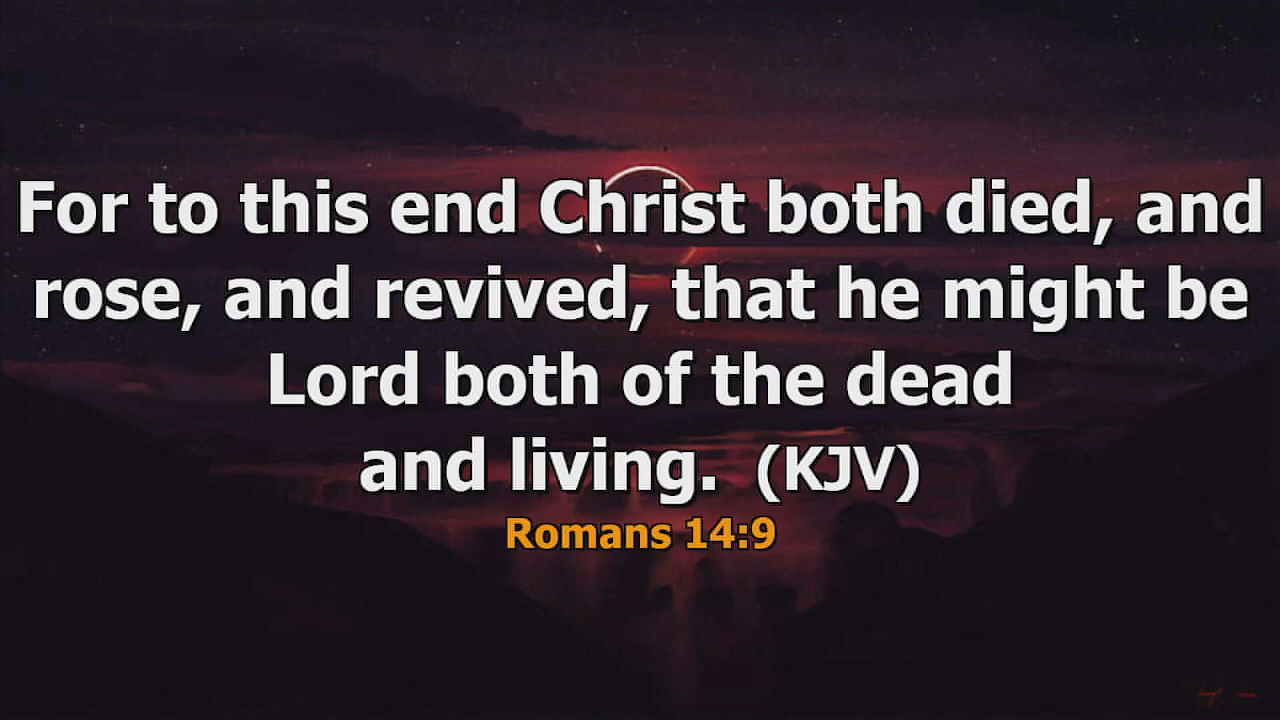 For to this end Christ both died, and
rose, and revived, that he might be
Lord both of the dead
and living.  (KJV)
Romans 14:9